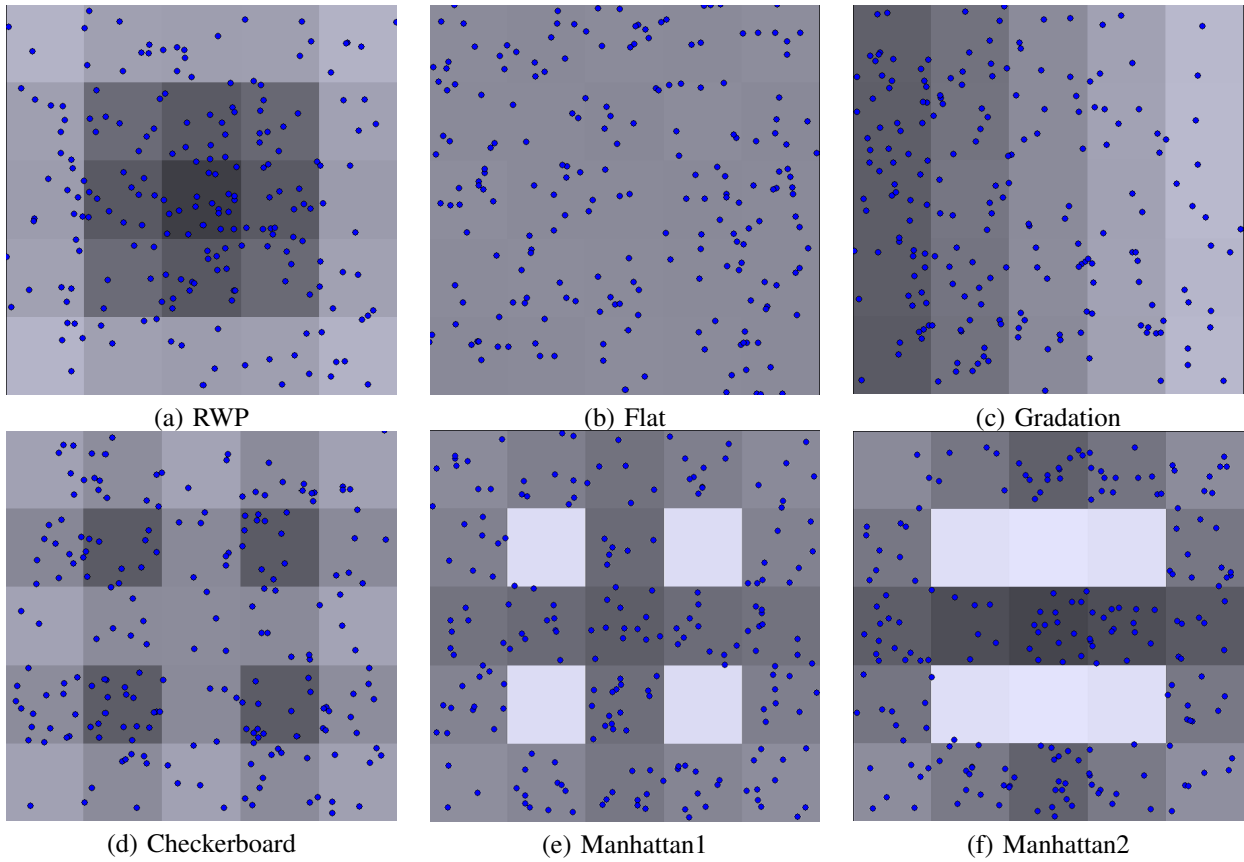 (a) RWP
(b) Flat
(c) Gradation
(d) Checkerboard
(e) Manhattan1
(f) Manhattan2